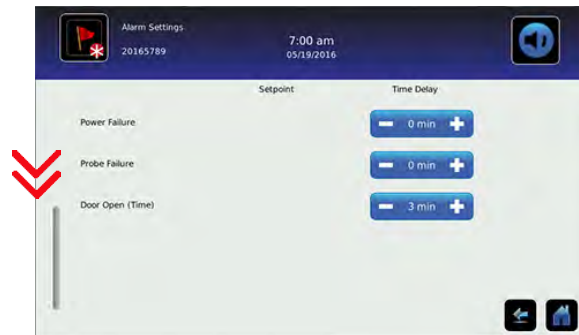 Alarm Settings
20165789
7:00 am
05/19/2016
Setpoint Time Delay
Power Failure 0 min
Probe Failure 0 min
Door Open (Time) 3 min